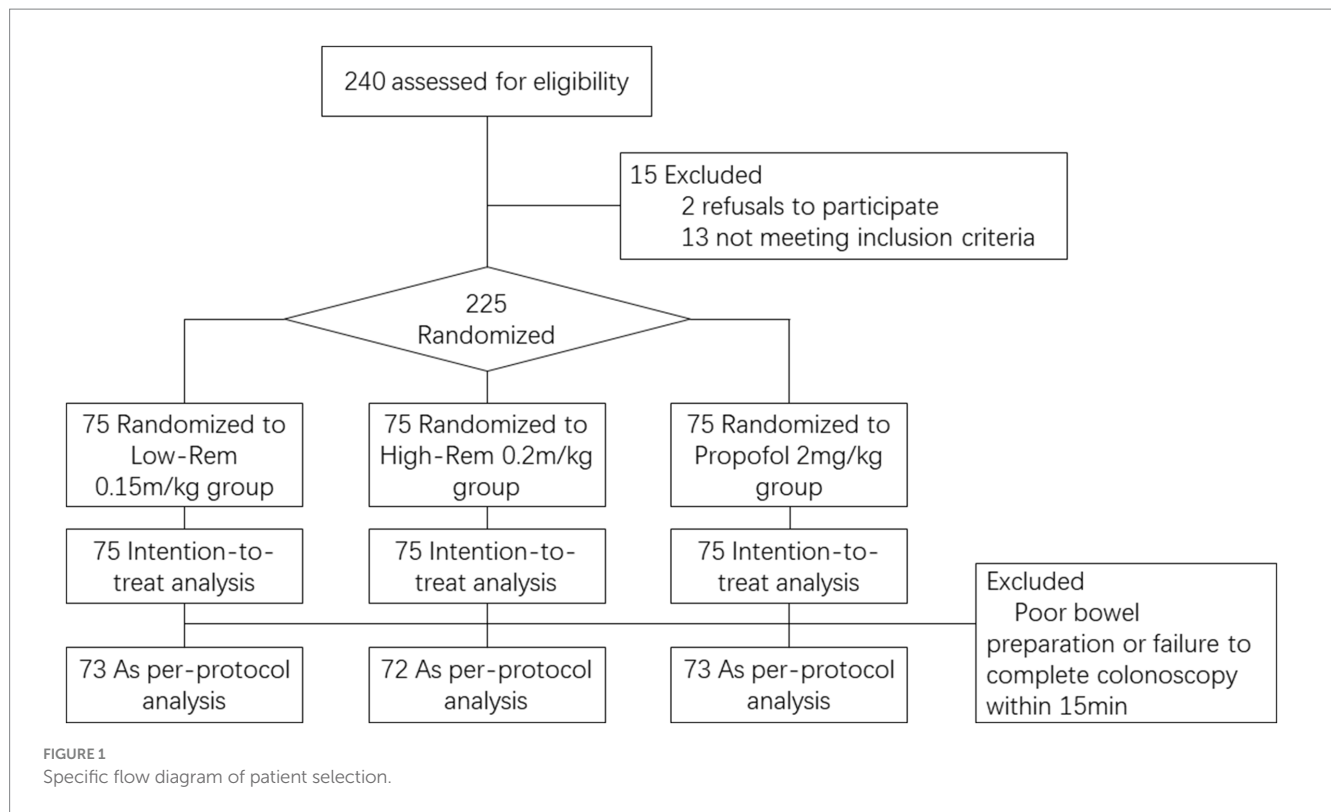 240 assessed for eligibility
15 Excluded
2 refusals to participate
13 not meeting inclusion criteria
225
Randomized
75 Randomized to
Low-Rem
0.15m/kg group
75 Randomized to
High-Rem 0.2m/kg
group
75 Randomized to
Propofol 2mg/kg
group
75 Intention-to-
treat analysis
75 Intention-to-
treat analysis
75 Intention-to-
treat analysis
Excluded
Poor bowel
preparation or failure to
complete colonoscopy
within 15min
73 As per-protocol
analysis
72 As per-protocol
analysis
73 As per-protocol
analysis
FIGURE 1
Specific flow diagram of patient selection.